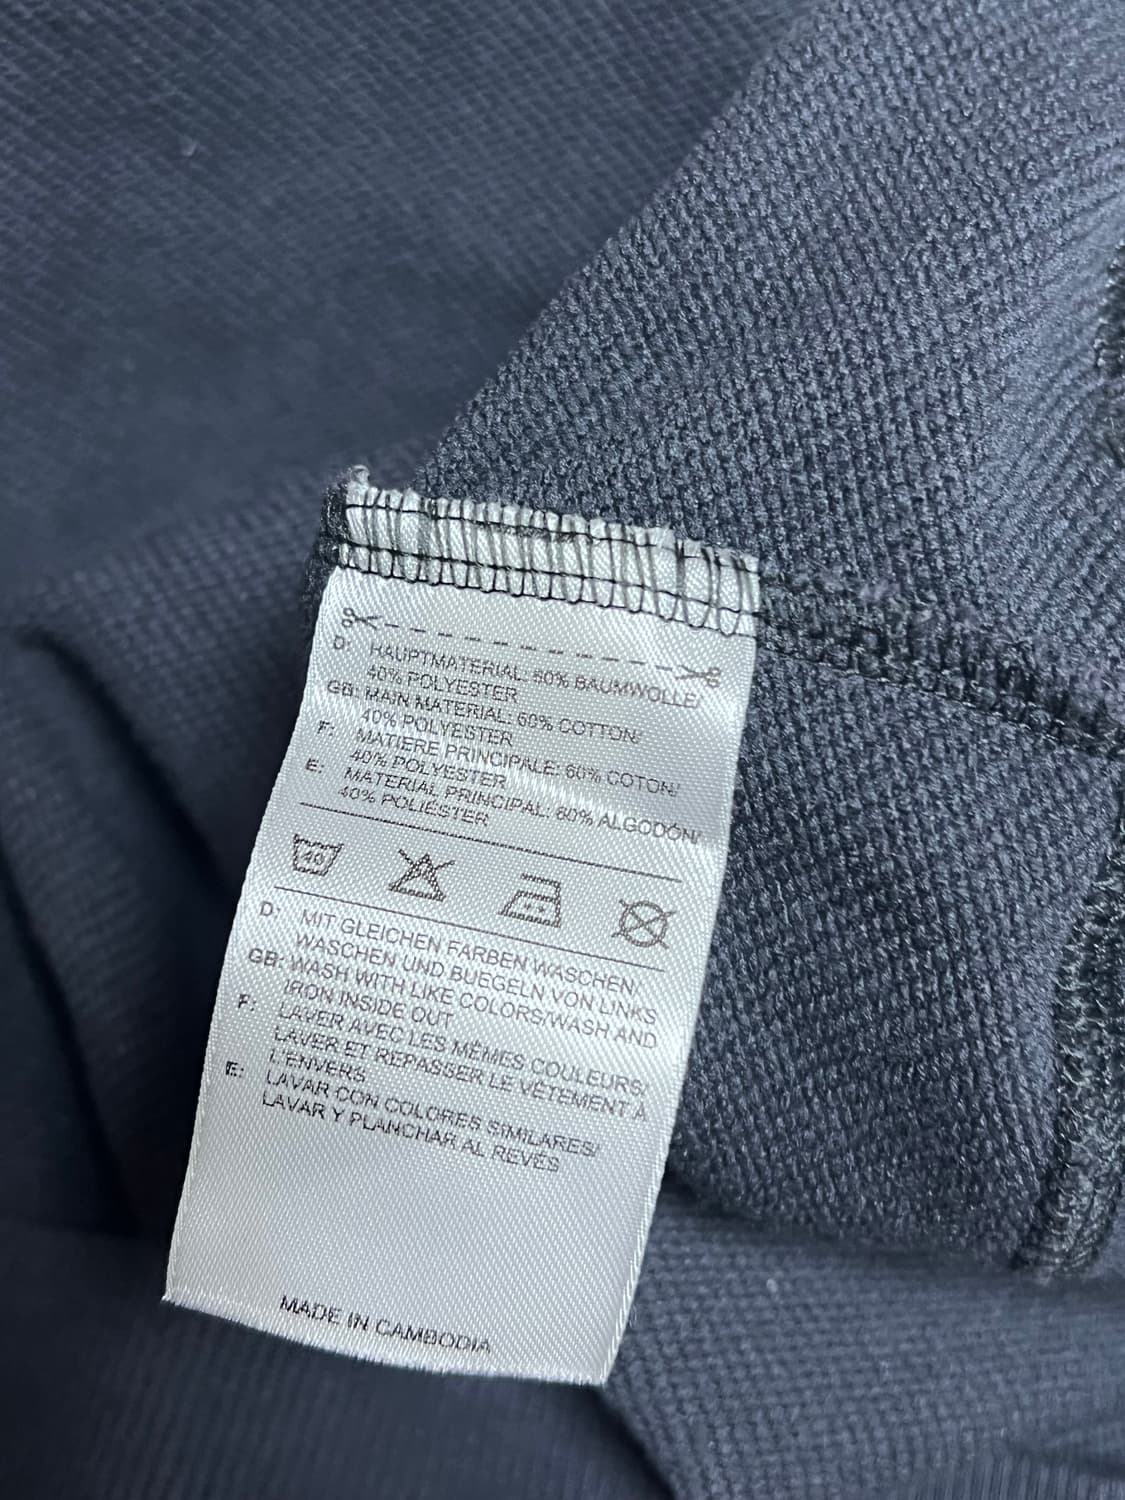 D: HAUPTMATERIAL: 60% BAUMWOLLE/
40% POLYESTER
GB: MAIN MATERIAL: 60% COTTON/
40% POLYESTER
F: MATIÈRE PRINCIPALE: 60% COTON/
40% POLYESTER
E: MATERIAL PRINCIPAL: 60% ALGODÓN/
40% POLIÉSTER
40
D: MIT GLEICHEN FARBEN WASCHEN/
WASCHEN UND BUEGELN VON LINKS
GB: WASH WITH LIKE COLORS/WASH AND
IRON INSIDE OUT
F: LAVER AVEC LES MÊMES COULEURS/
LAVER ET REPASSER LE VÊTEMENT À
L'ENVERS
E: LAVAR CON COLORES SIMILARES/
LAVAR Y PLANCHAR AL REVÉS
MADE IN CAMBODIA